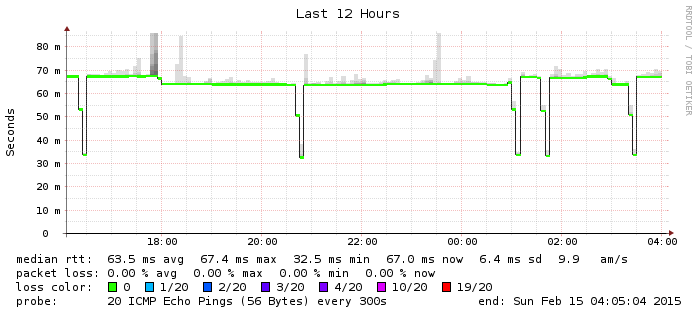 Last 12 Hours
RRDTOOL / TOBI OETIKER
Seconds
80 m
70 m
60 m
50 m
40 m
30 m
20 m
10 m
0
18:00 20:00 22:00 00:00 02:00 04:00
median rtt: 63.5 ms avg 67.4 ms max 32.5 ms min 67.0 ms now 6.4 ms sd 9.9 am/s
packet loss: 0.00 % avg 0.00 % max 0.00 % min 0.00 % now
loss color: 0 1/20 2/20 3/20 4/20 10/20 19/20
probe: 20 ICMP Echo Pings (56 Bytes) every 300s end: Sun Feb 15 04:05:04 2015